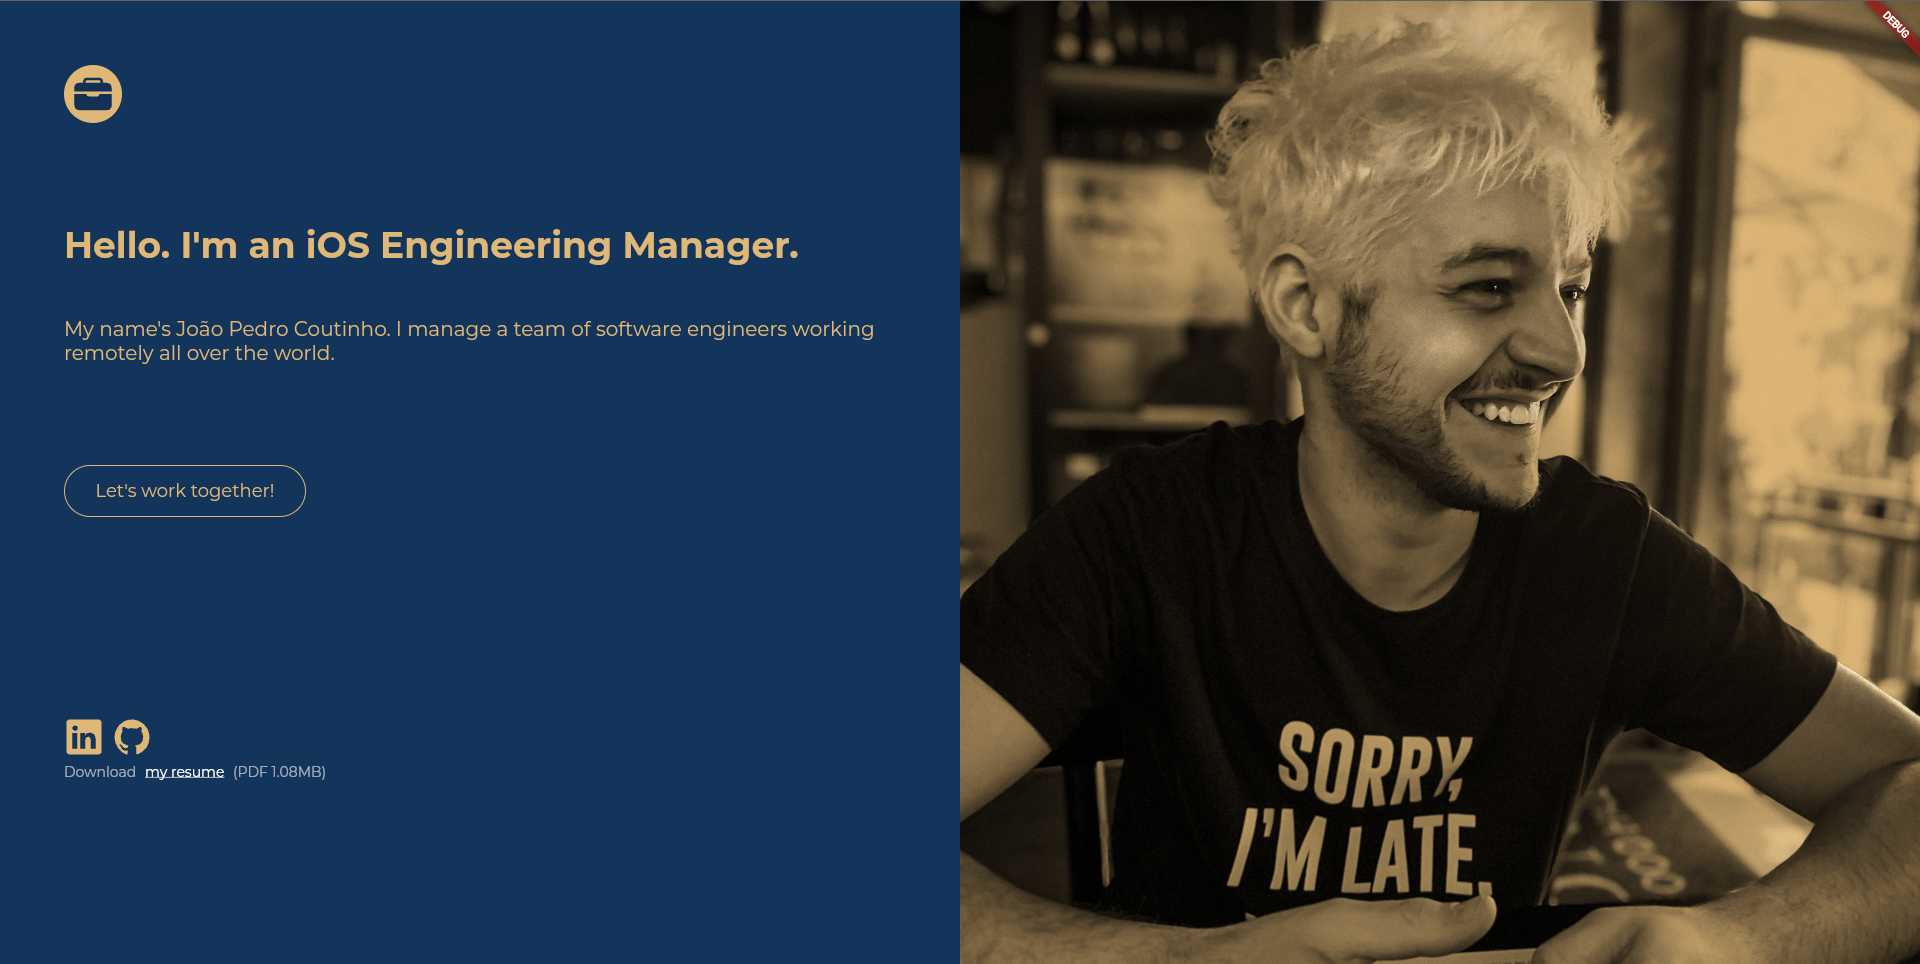 DEBUG
Hello. I'm an iOS Engineering Manager.
My name's João Pedro Coutinho. I manage a team of software engineers working
remotely all over the world.
Let's work together!
in
Download my resume (PDF 1.08MB)
SORRY,
I'M LATE.